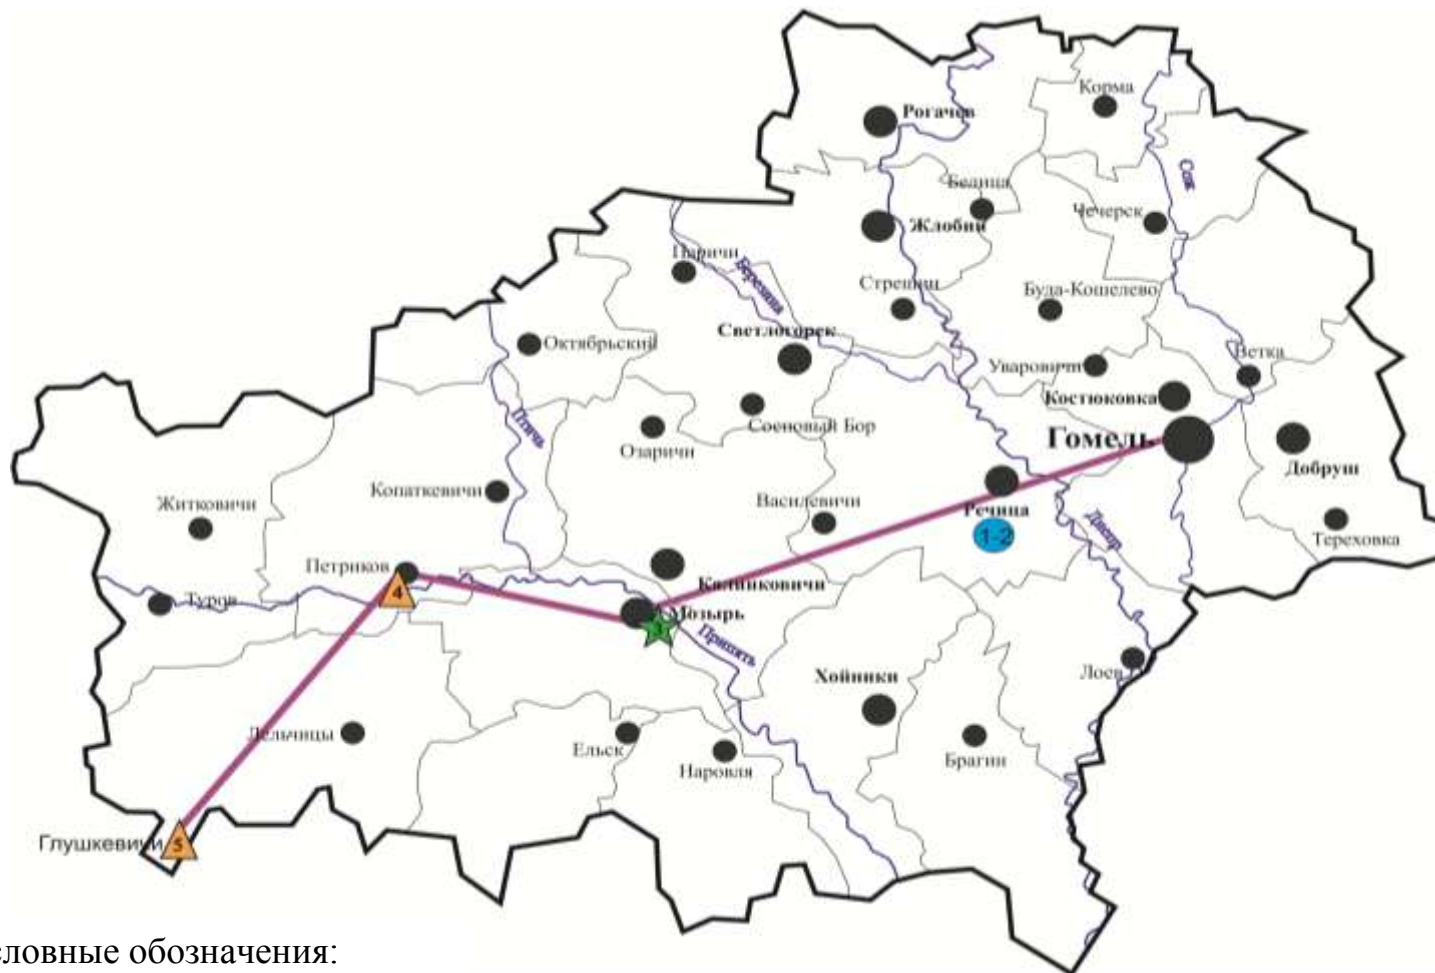 Корма
Рогачев
Сож
Бедица
Чечерск
Жлобин
Паричи
Березина
Стрешин
Буда-Кошелево
Светлогорск
Октябрьский
Ветка
Уваровичи
Костюковка
Птичь
Сосновый Бор
Гомель
Озаричи
Добруш
Копаткевичи
Житковичи
Василевичи
Речица
Днепр
1-2
Тереховка
Петриков
Калинковичи
4
Туров
Мозырь
3
Припять
Хойники
Лоев
Лельчицы
Ельск
Наровля
Брагин
Глушкевичи
5
словные обозначения: